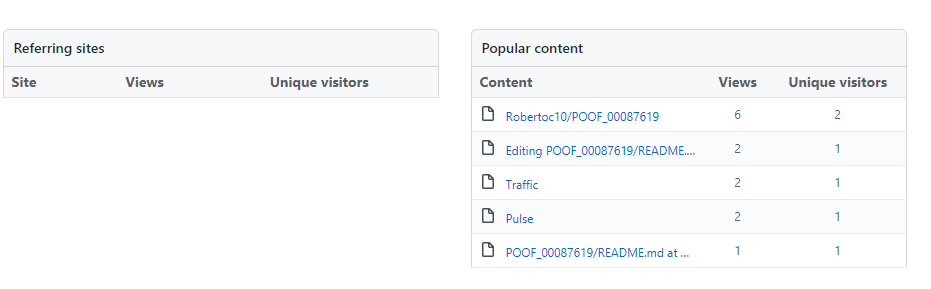 Referring sites
Site Views Unique visitors
Popular content
Content Views Unique visitors
Robertoc10/POOF_00087619 6 2
Editing POOF_00087619/README.... 2 1
Traffic 2 1
Pulse 2 1
POOF_00087619/README.md at ... 1 1